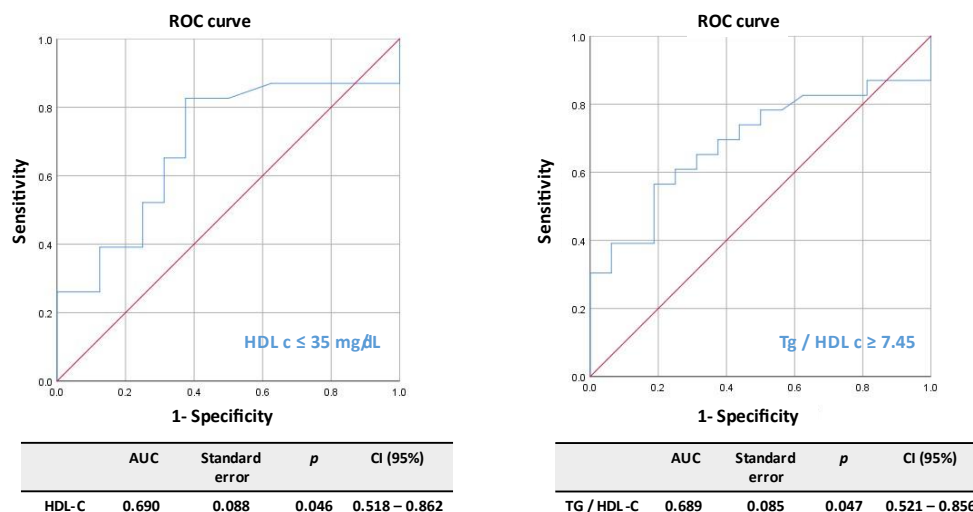 ROC curve
1.0
0.8
0.6
0.4
0.2
0.0
Sensitivity
HDL c ≤ 35 mg/dL
0.0 0.2 0.4 0.6 0.8 1.0
1- Specificity
AUC Standard error p CI (95%)
HDL-C 0.690 0.088 0.046 0.518 – 0.862
ROC curve
1.0
0.8
0.6
0.4
0.2
0.0
Sensitivity
Tg / HDL c ≥ 7.45
0.0 0.2 0.4 0.6 0.8 1.0
1- Specificity
AUC Standard error p CI (95%)
TG / HDL-C 0.689 0.085 0.047 0.521 – 0.856